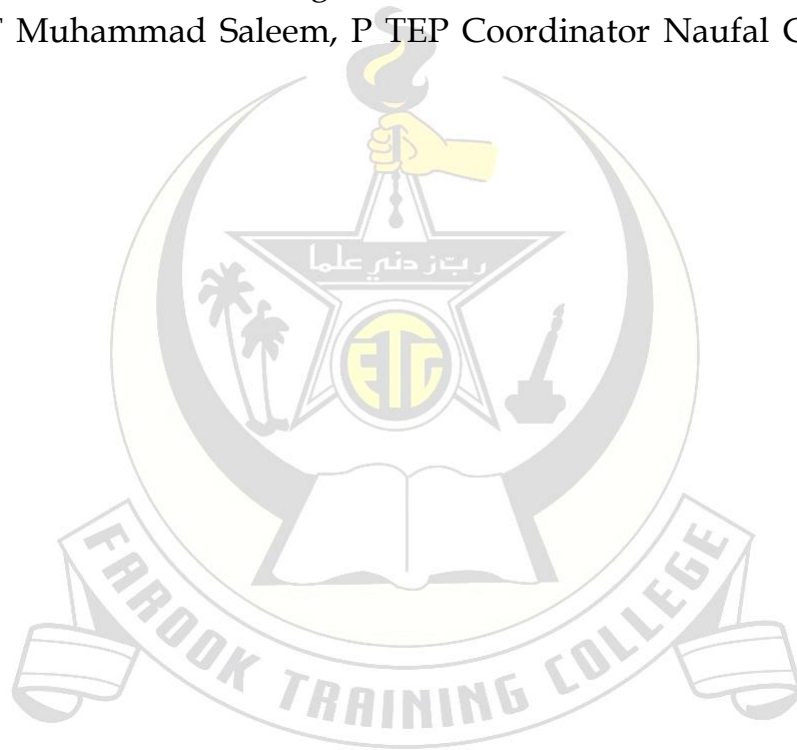 Muhammad Saleem, P TEP Coordinator Naufal
رب زدني علما
FTC
FAROOK TRAINING COLLEGE